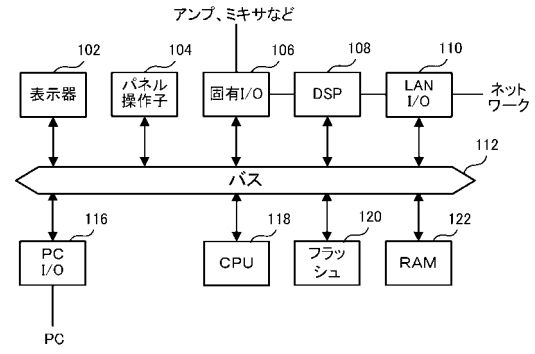 アンプ、ミキサなど
102
104
106
108
110
表示器
パネル
操作子
固有I/O
DSP
LAN
I/O
ネット
ワーク
112
バス
116
118
120
122
PC
I/O
CPU
フラッ
シュ
RAM
PC